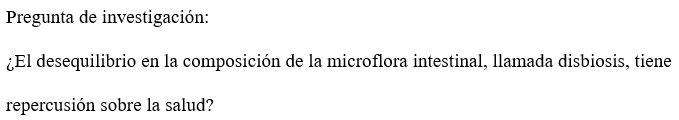 Pregunta de investigación:
¿El desequilibrio en la composición de la microflora intestinal, llamada disbiosis, tiene
repercusión sobre la salud?